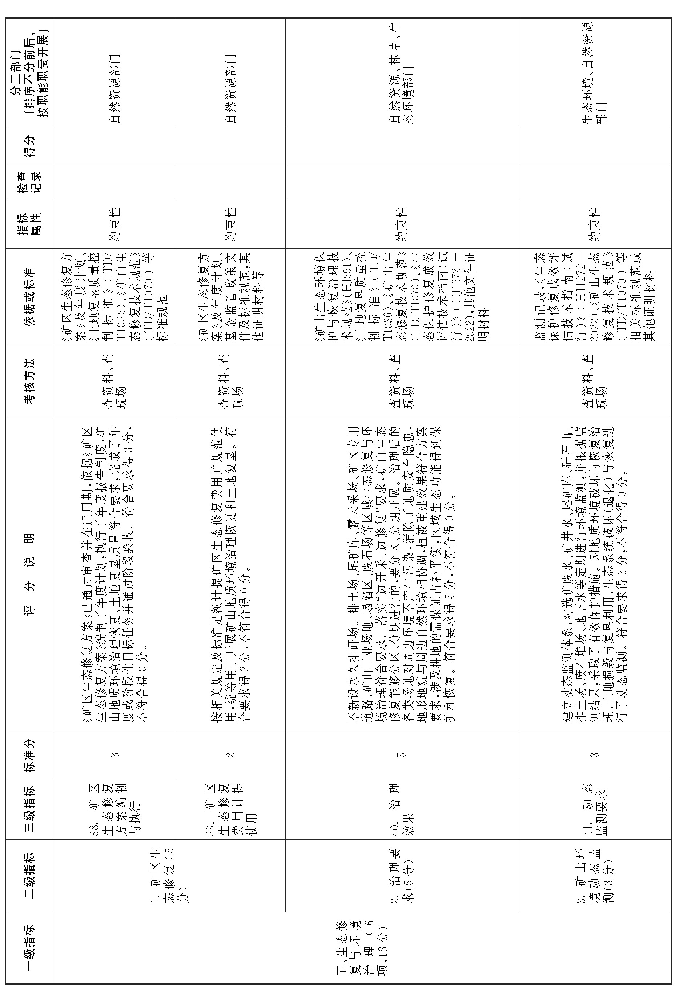 一级指标
二级指标
三级指标
标准分
评 分 说 明
考核方法
依据或标准
指标
属性
检查
记录
得分
分工部门
(排序不分前后,
按职能职责开展)
五、生态修
复与环境
治 理 ( 6
项,18分)
1. 矿 区 生
态修复(5
分)
38. 矿 区
生态修复
方案编制
与执行
3
《矿区生态修复方案》已通过审查并在适用期,依据《矿区
生态修复方案》编制了年度计划,执行了年度报告制度,矿
山地质环境治理恢复、土地复垦质量符合要求,完成了年
度或阶段性目标任务并通过阶段验收。符合要求得3分,
不符合得0分。
查资料、查
现场
《矿区生态修复方
案》及年度计划、
《土地复垦质量控
制标准》(TD/
T1036)、《矿山生
态修复技术规范》
(TD/T1070)等
标准规范
约束性
自然资源部门
39. 矿 区
生态修复
费用计提
使用
2
按相关规定及标准足额计提矿区生态修复费用并规范使
用,统筹用于开展矿山地质环境治理恢复和土地复垦。符
合要求得2分,不符合得0分。
查资料、查
现场
《矿区生态修复方
案》及年度计划、
基金监管政策文
件及标准规范,其
他证明材料等
约束性
自然资源部门
2. 治理要
求(5分)
40. 治 理
效果
5
不新设永久排矸场。排土场、尾矿库、露天采场、矿区专用
道路、矿山工业场地、塌陷区、废石场等区域生态修复与环
境治理符合要求。落实“边开采、边修复”要求,矿山生态
修复能够分区、分期进行的,要分区、分期开展。治理后的
各类场地对周边环境不产生污染,消除了地质安全隐患,
地形地貌与周边自然环境相协调,植被重建效果符合方案
要求,涉及耕地的需保证占补平衡,区域生态功能得到保
护和恢复。符合要求得5分,不符合得0分。
查资料、查
现场
《矿山生态环境保
护与恢复治理技
术规范》(HJ651)、
《土地复垦质量控
制标准》(TD/
T1036)、《矿山生
态修复技术规范》
(TD/T1070)、《生
态保护修复成效
评估技术指南(试
行)》(HJ1272—
2022),其他文件证
明材料
约束性
自然资源、林草、生
态环境部门
3. 矿山环
境动态监
测(3分)
41. 动 态
监测要求
3
建立动态监测体系,对选矿废水、矿井水、尾矿库、矸石山、
排土场、废石堆场、地下水等定期进行环境监测,并根据监
测结果,采取了有效保护措施。对地质环境破坏与恢复治
理、土地损毁与复垦利用、生态系统破坏(退化)与恢复进
行了动态监测。符合要求得3分,不符合得0分。
查资料、查
现场
监测记录,《生态
保护修复成效评
估技术指南(试
行)》(HJ1272—
2022)、《矿山生态
修复技术规范》
(TD/T1070)等
相关标准规范或
其他证明材料
约束性
生态环境、自然资源
部门